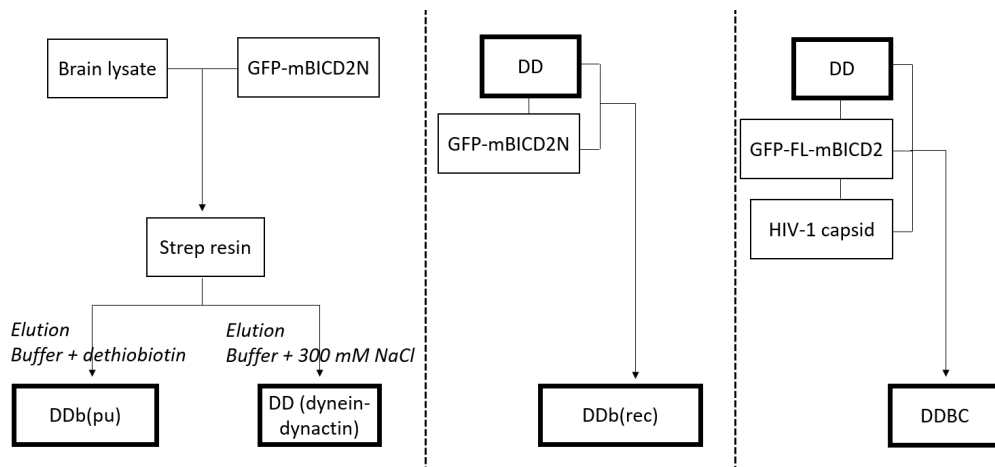 Brain lysate
GFP-mBICD2N
Strep resin
Elution
Buffer + dethiobiotin
Elution
Buffer + 300 mM NaCl
DDb(pu)
DD (dynein-
dynactin)
DD
GFP-mBICD2N
DDb(rec)
DD
GFP-FL-mBICD2
HIV-1 capsid
DDBC